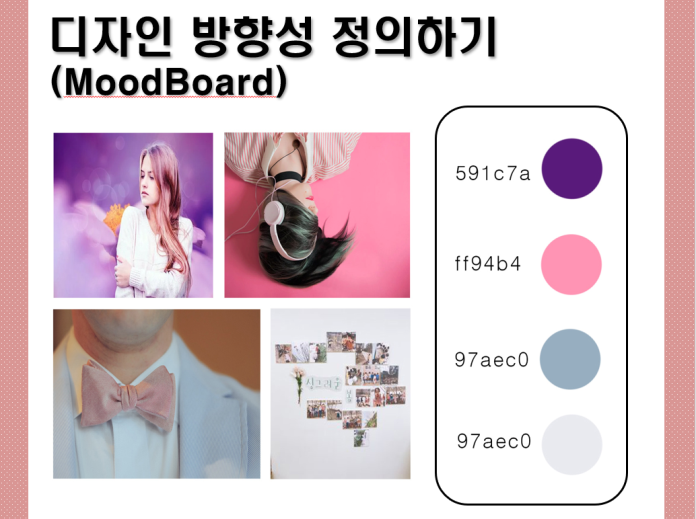 디자인 방향성 정의하기
(MoodBoard)
591c7a
ff94b4
97aec0
97aec0